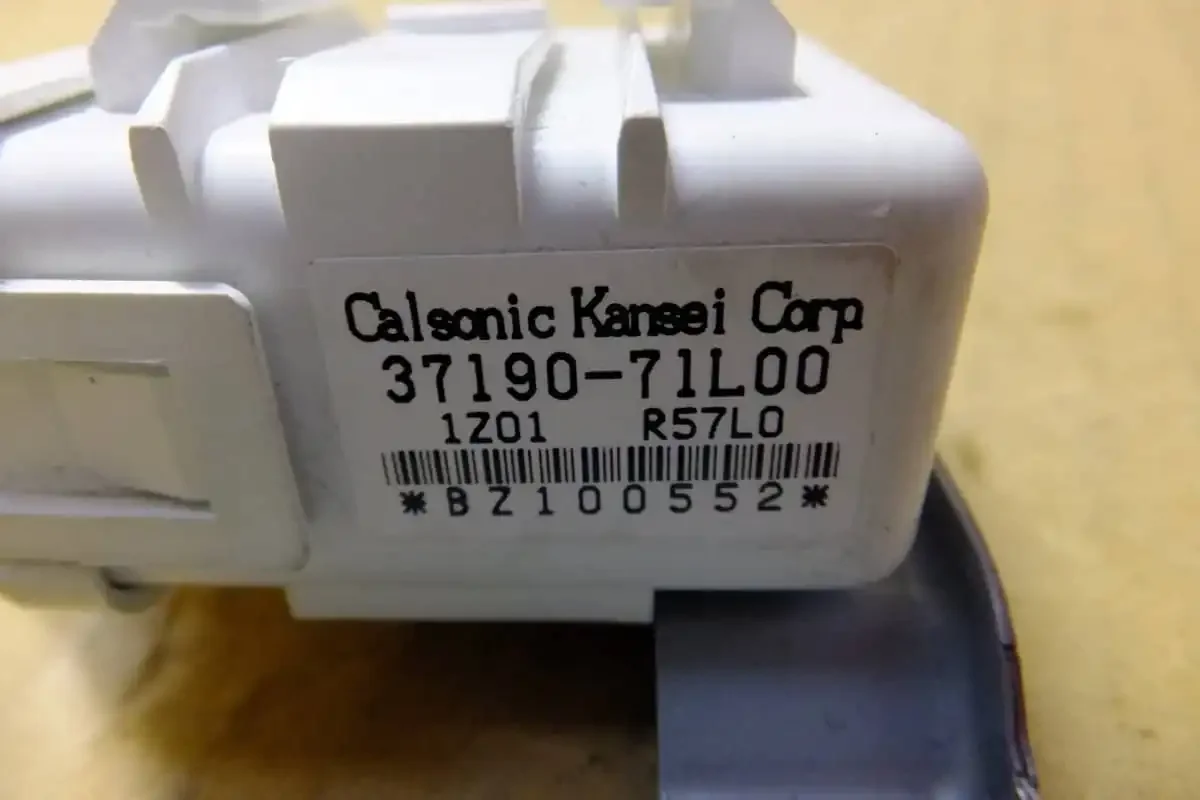 Calsonic Kansei Corp
37190-71L00
1Z01 R57L0
*BZ100552*